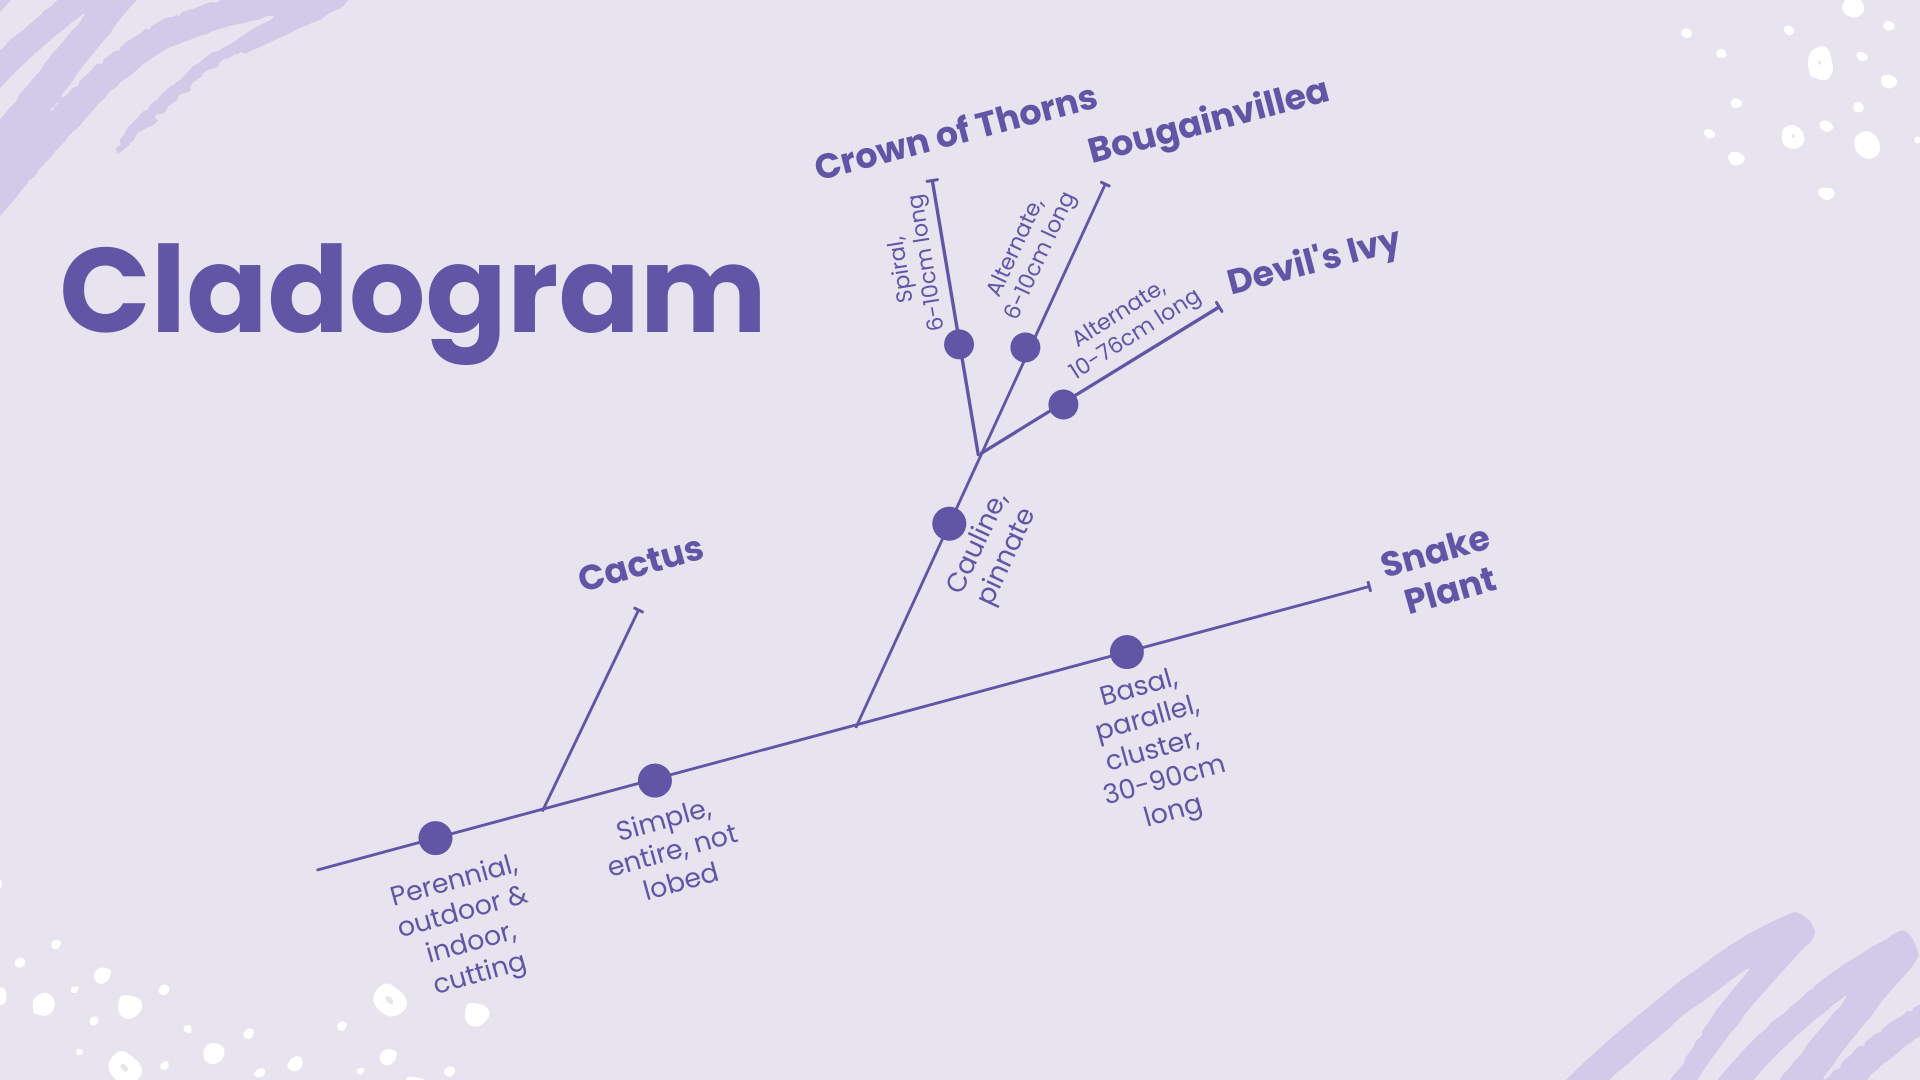 Cladogram
Crown of Thorns
Bougainvillea
Devil's Ivy
Spiral,
6-10cm long
Alternate,
6-10cm long
Alternate,
10-76cm long
Cauline,
pinnate
Cactus
Snake
Plant
Basal,
parallel,
cluster,
30-90cm
long
Simple,
entire, not
lobed
Perennial,
outdoor &
indoor,
cutting